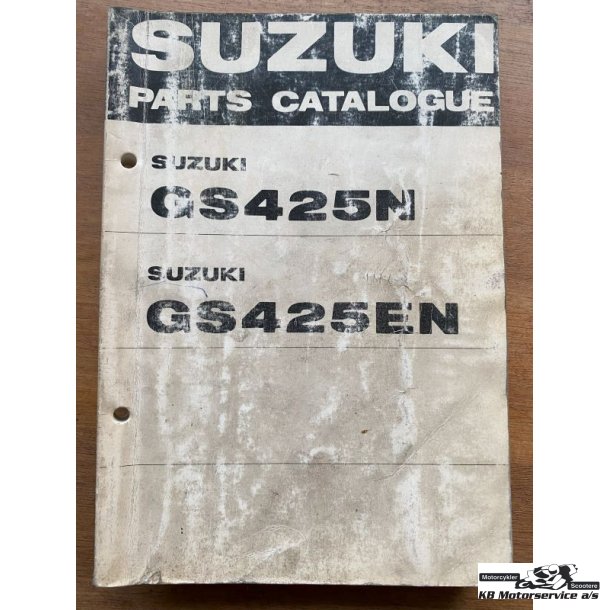 SUZUKI
PARTS CATALOGUE
SUZUKI
GS425N
SUZUKI
GS425EN
Motorcykler Scootere
KB Motorservice a/s